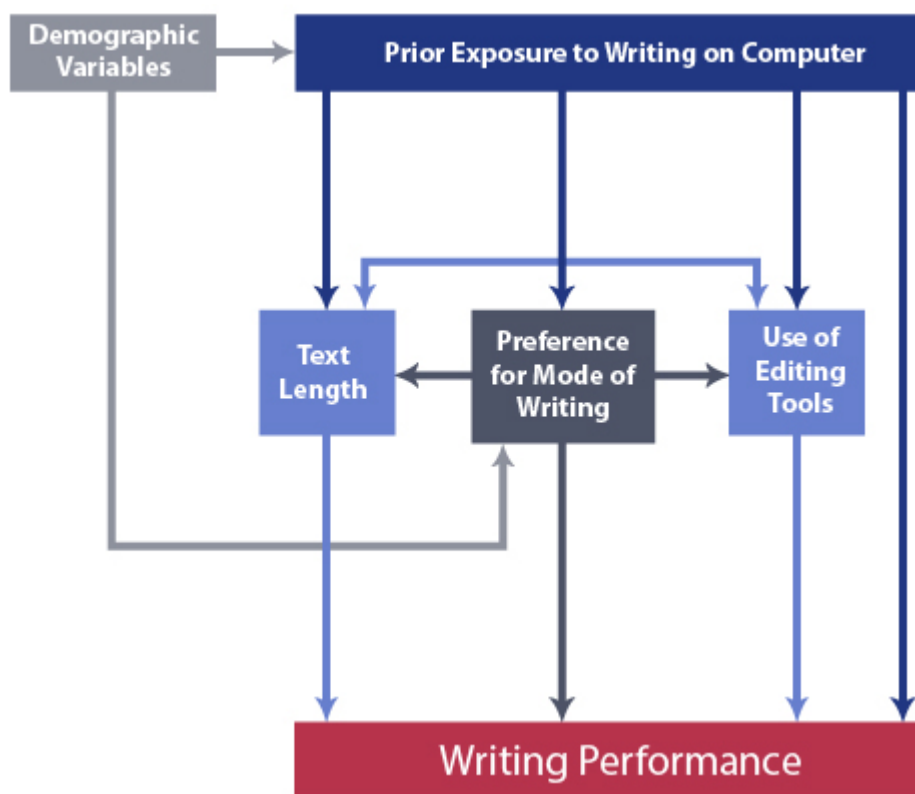 Demographic
Variables
Prior Exposure to Writing on Computer
Text
Length
Preference
for Mode of
Writing
Use of
Editing
Tools
Writing Performance